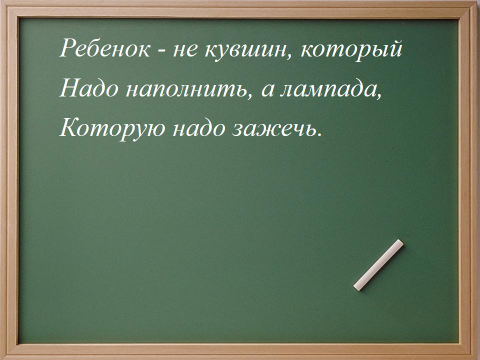 Ребенок - не кувшин, который
Надо наполнить, а лампада,
Которую надо зажечь.